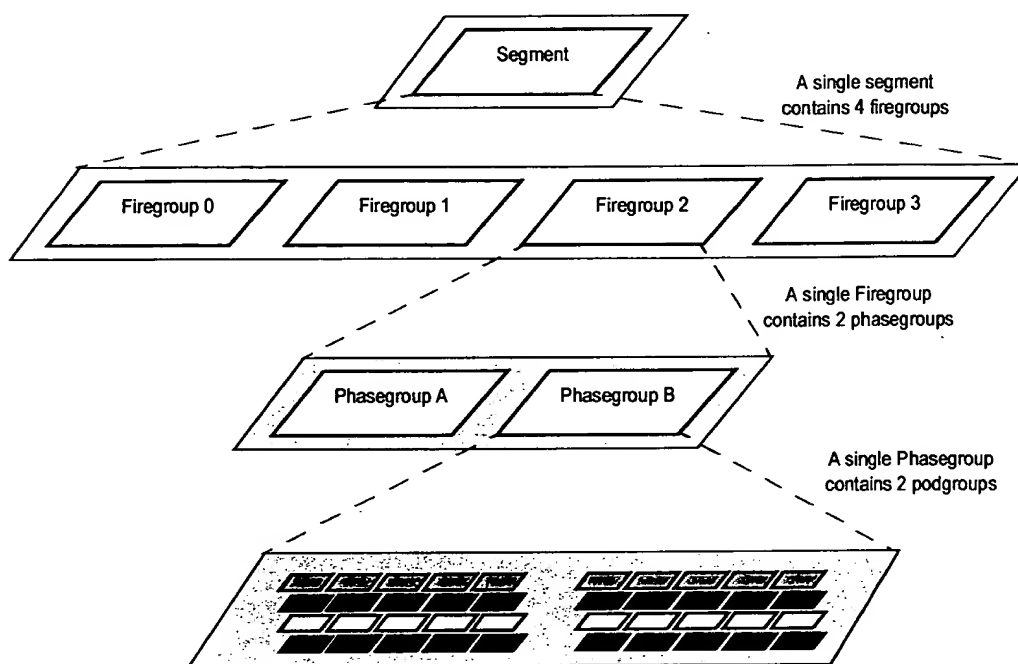 Segment
A single segment
contains 4 firegroups
Firegroup 0
Firegroup 1
Firegroup 2
Firegroup 3
A single Firegroup
contains 2 phasegroups
Phasegroup A
Phasegroup B
A single Phasegroup
contains 2 podgroups